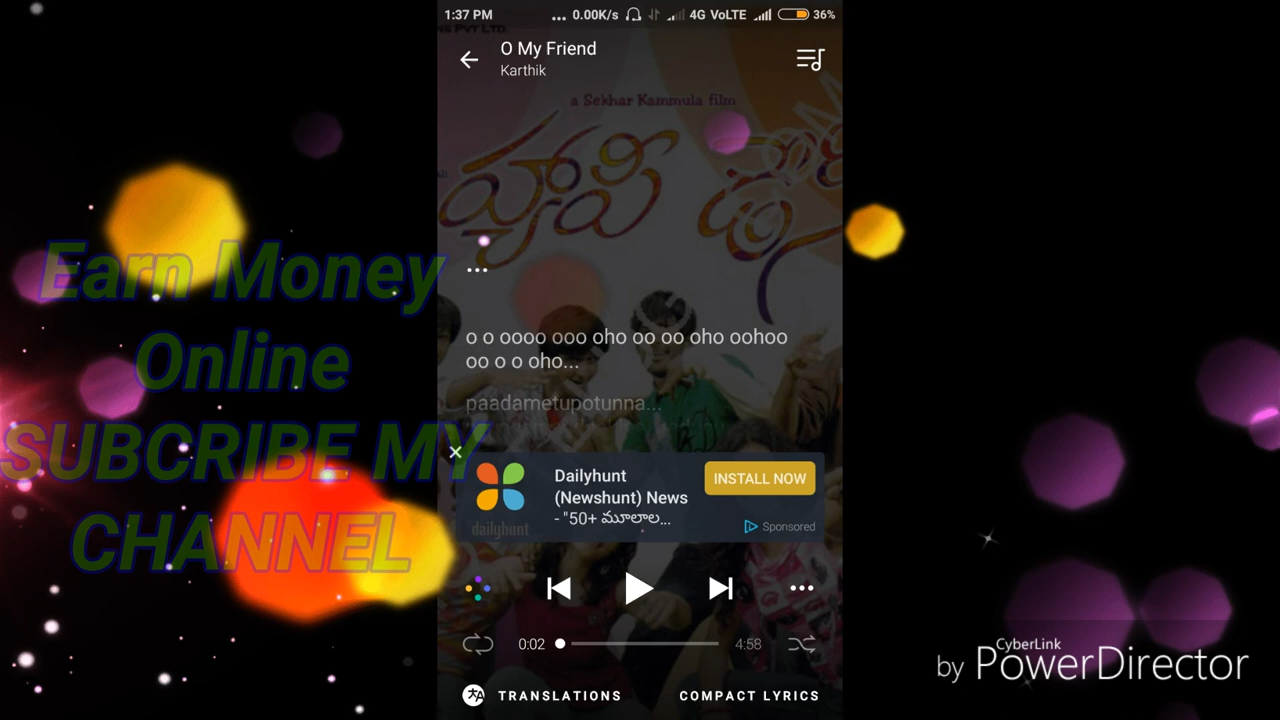 1:37 PM ... 0.00K/s 4G VoLTE 36%
O My Friend
Karthik
a Sekhar Kammula film
హ్యాపీ
...
o o oooo ooo oho oo oo oho oohoo
oo o o oho...
paadametupotunna...
Dailyhunt
(Newshunt) News
- "50+ మూలాల...
INSTALL NOW
Sponsored
dailyhunt
0:02
4:58
TRANSLATIONS
COMPACT LYRICS
Earn Money
Online
SUBCRIBE MY
CHANNEL
CyberLink
by PowerDirector